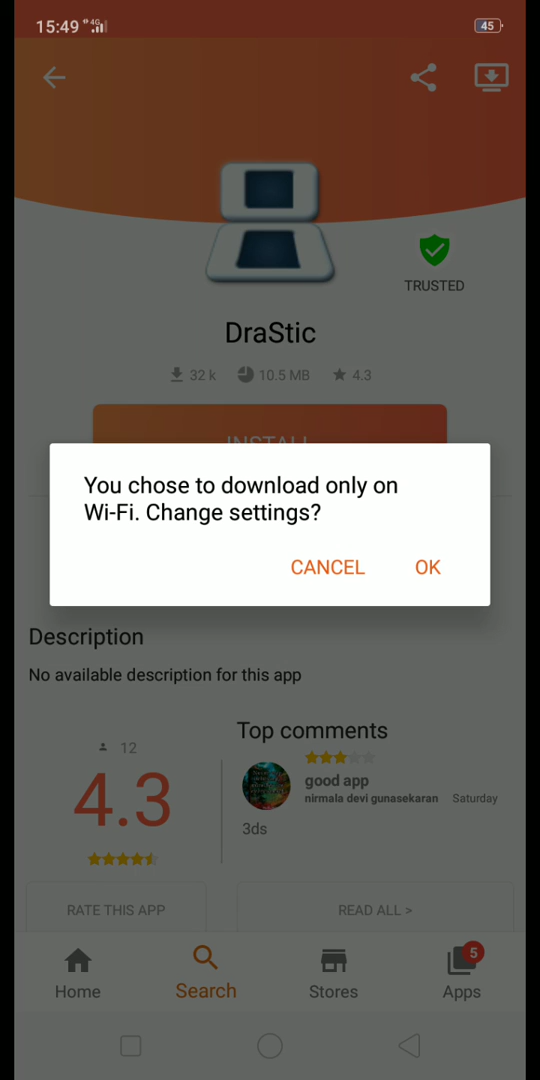 15:49 4G 45
TRUSTED
DraStic
32 k 10.5 MB 4.3
INSTALL
You chose to download only on
Wi-Fi. Change settings?
CANCEL OK
Description
No available description for this app
12
4.3
Top comments
good app
nirmala devi gunasekaran Saturday
3ds
RATE THIS APP READ ALL >
5
Home Search Stores Apps